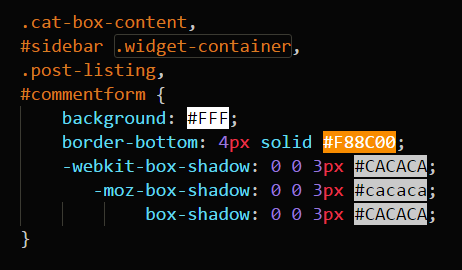 .cat-box-content,
#sidebar .widget-container,
.post-listing,
#commentform {
    background: #FFF;
    border-bottom: 4px solid #F88C00;
    -webkit-box-shadow: 0 0 3px #CACACA;
       -moz-box-shadow: 0 0 3px #cacaca;
            box-shadow: 0 0 3px #CACACA;
}